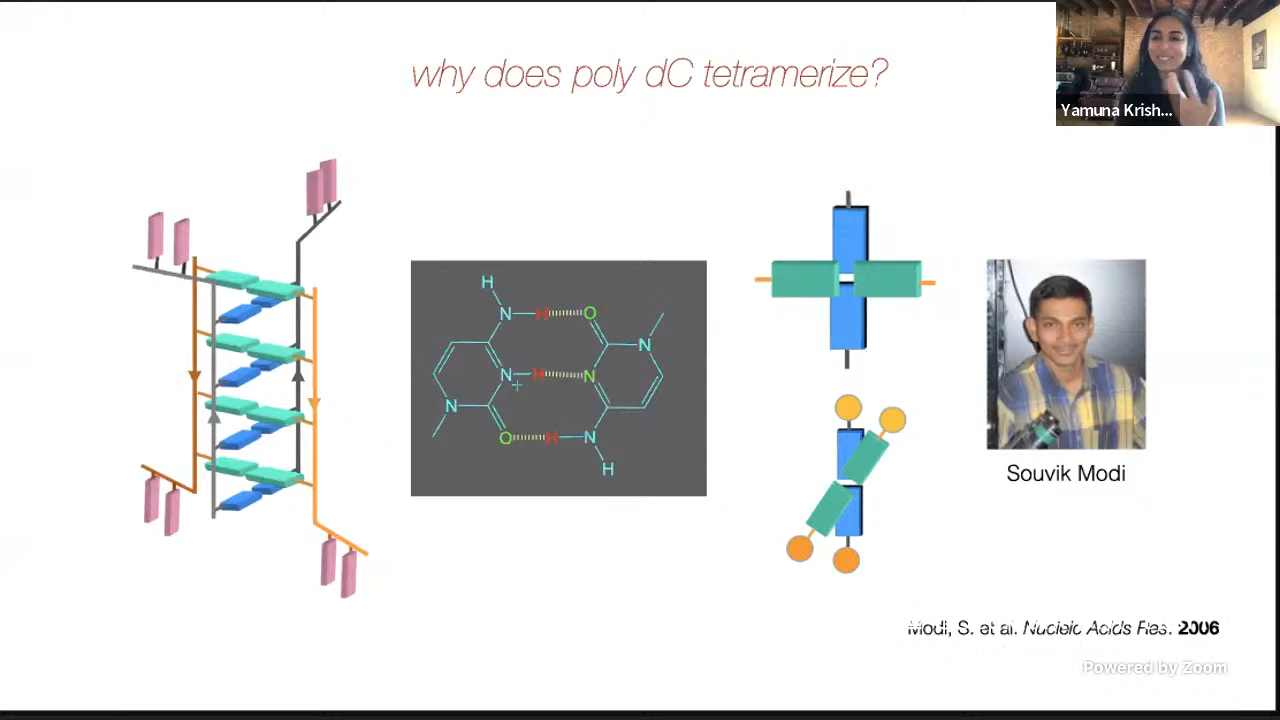 why does poly dC tetramerize?
Yamuna Krish...
H
N H O
N
N H N
+
N
O H N
H
Souvik Modi
Modi, S. et al. Nucleic Acids Res. 2006
Powered by Zoom